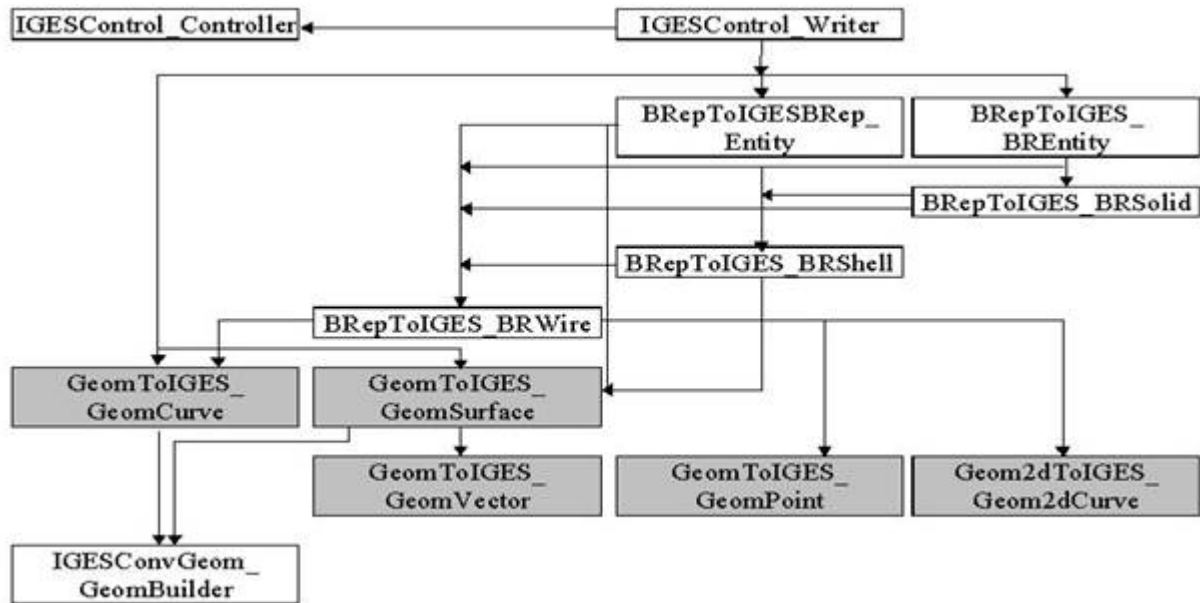 IGESControl_Controller
IGESControl_Writer
BRepToIGESBRep_
Entity
BRepToIGES_
BREntity
BRepToIGES_BRSolid
BRepToIGES_BRShell
BRepToIGES_BRWire
GeomToIGES_
GeomCurve
GeomToIGES_
GeomSurface
GeomToIGES_
GeomVector
GeomToIGES_
GeomPoint
Geom2dToIGES_
Geom2dCurve
IGESConvGeom_
GeomBuilder